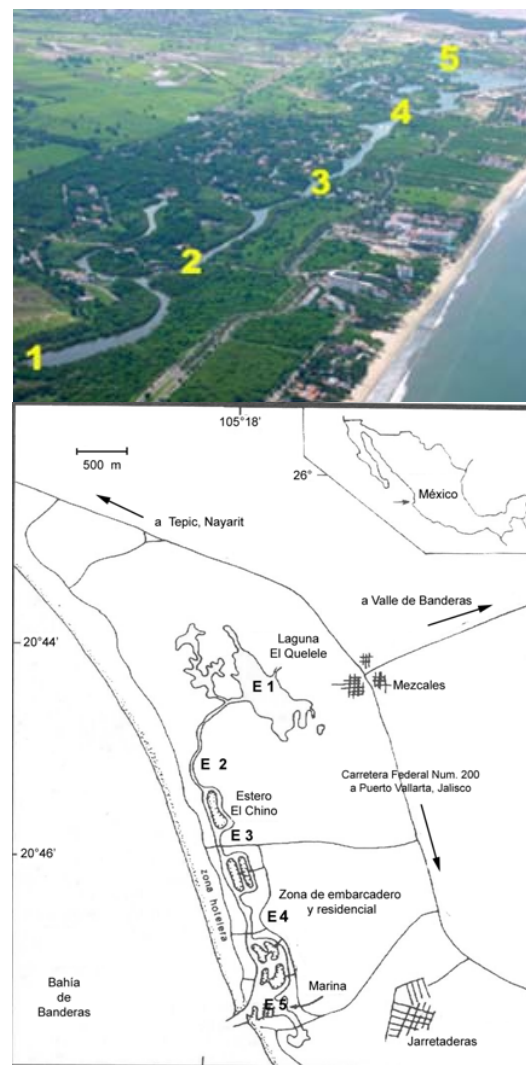 5
4
3
2
1
105°18'
500 m
26°
México
a Tepic, Nayarit
a Valle de Banderas
20°44'
Laguna
El Quelele
E 1
Mezcales
E 2
Carretera Federal Num. 200
a Puerto Vallarta, Jalisco
Estero
El Chino
E 3
20°46'
zona hotelera
Zona de embarcadero
y residencial
E 4
Bahía
de
Banderas
Marina
E 5
Jarretaderas